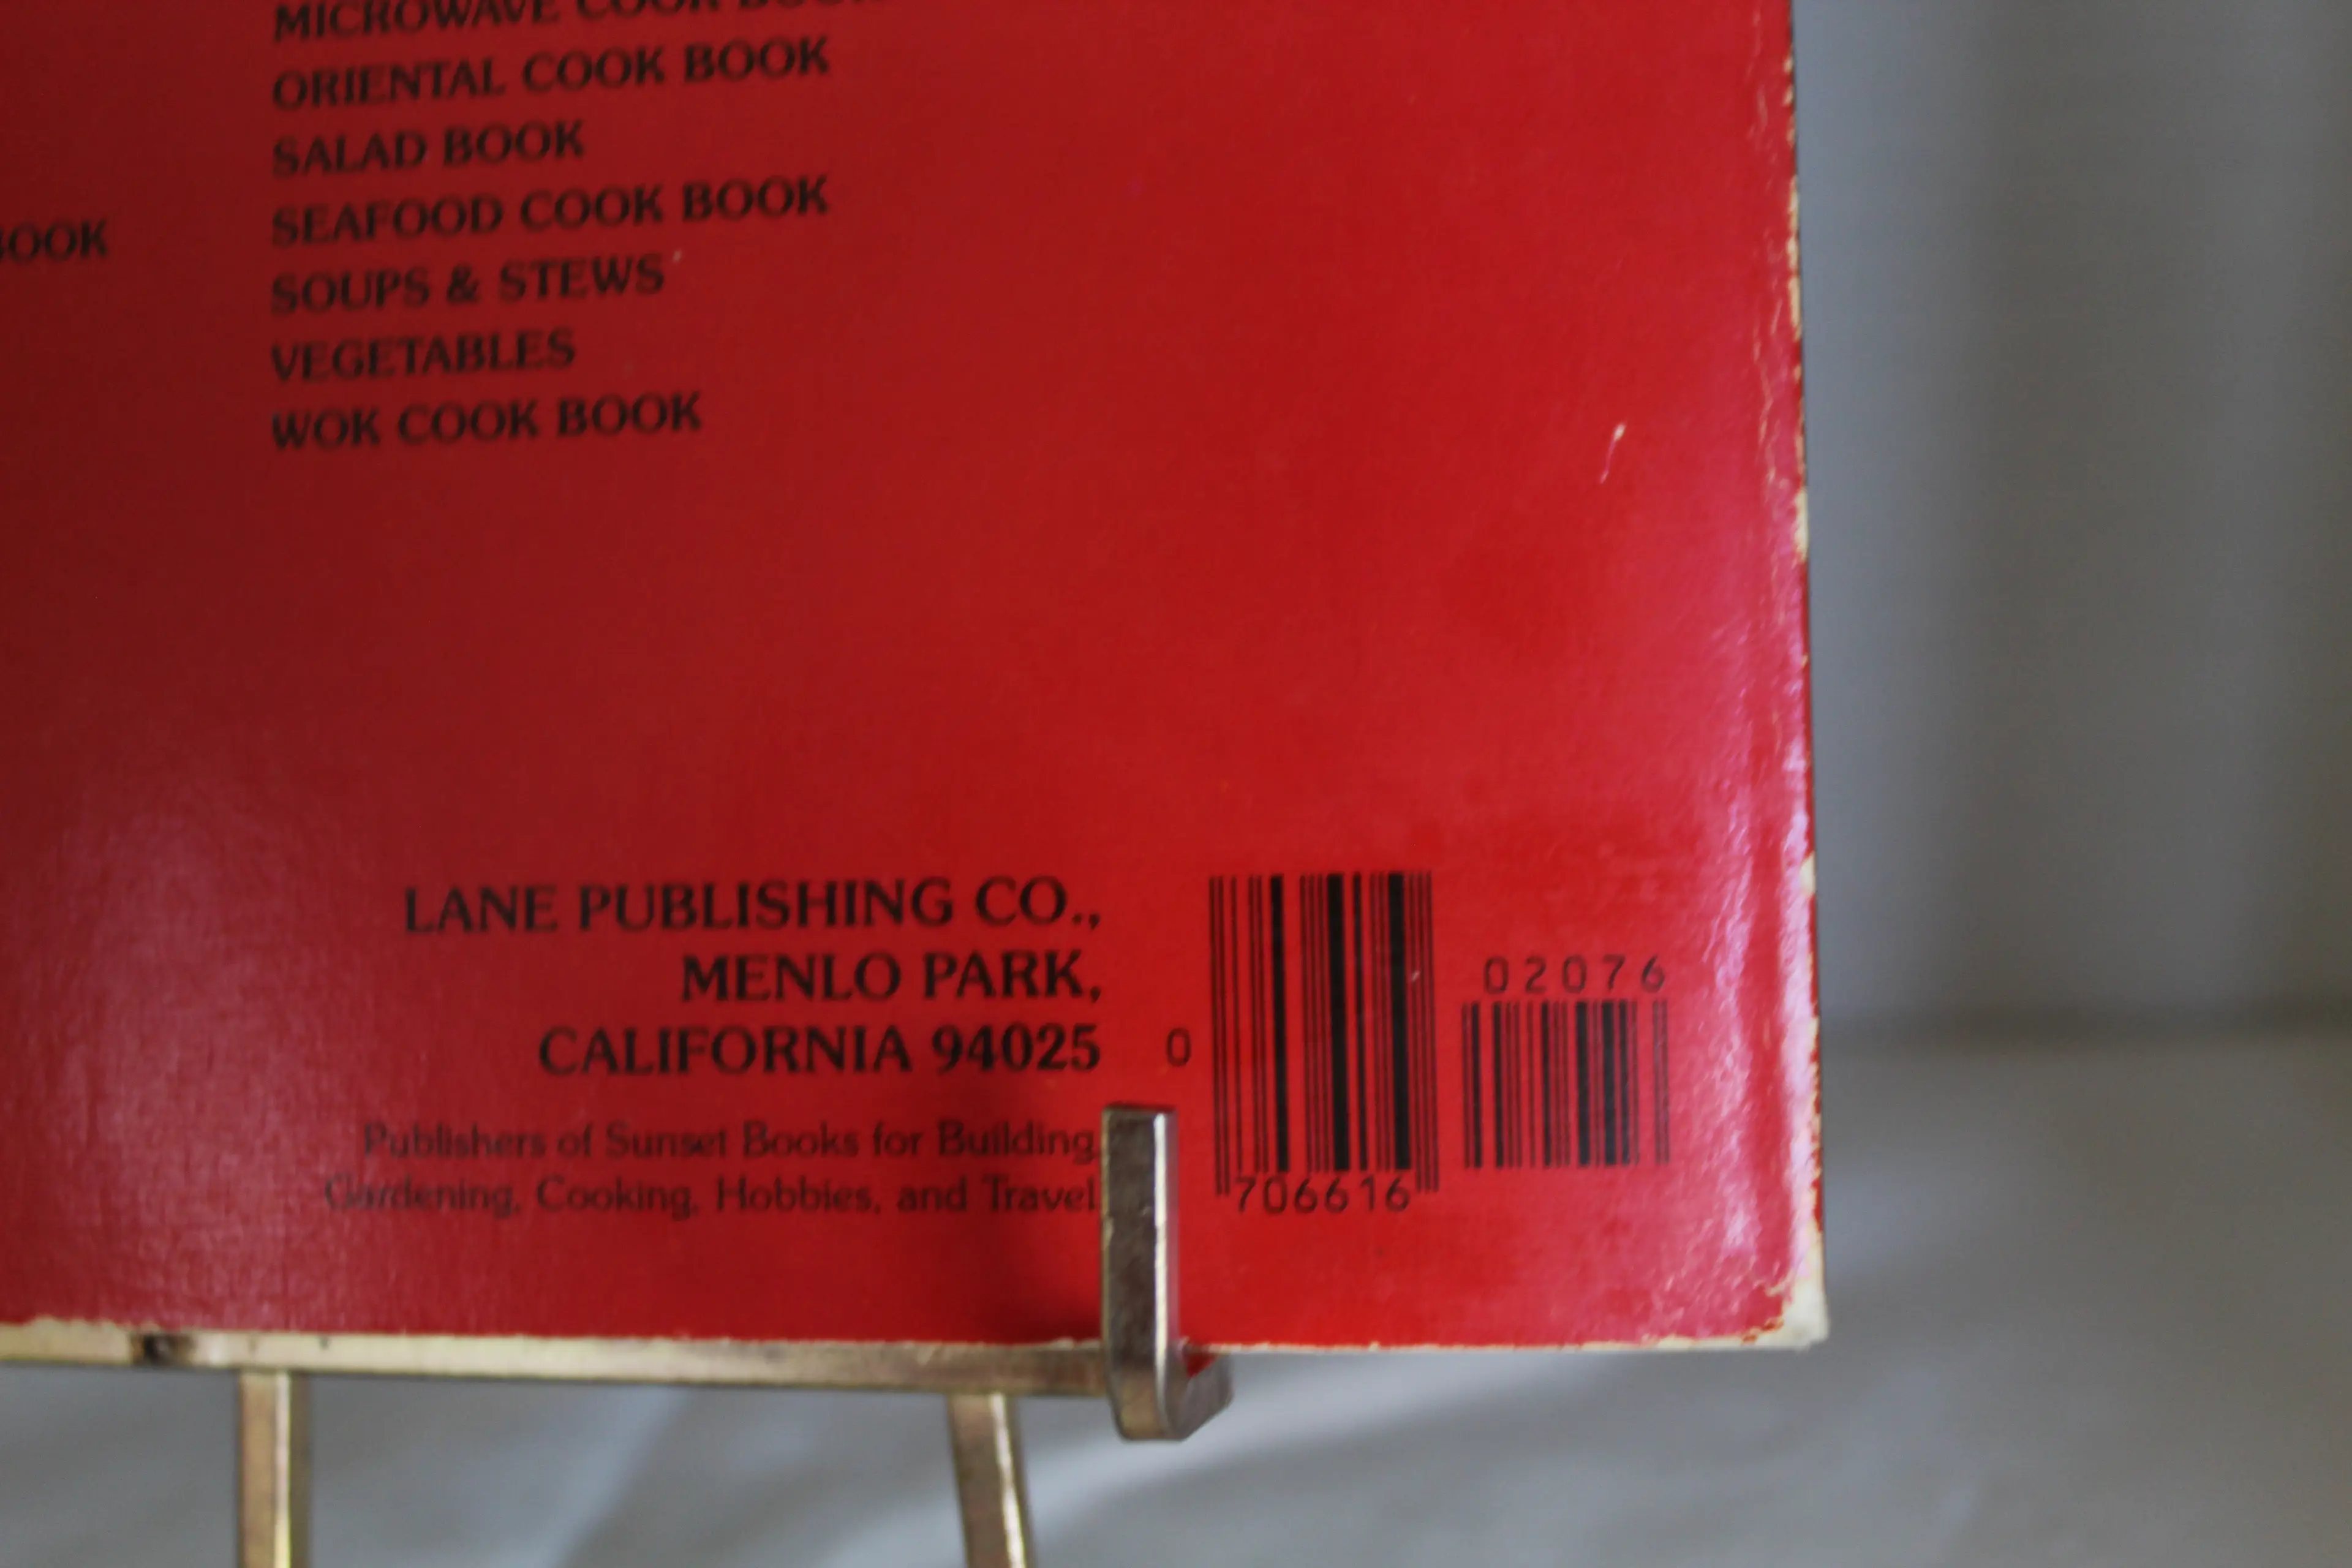 MICROWAVE COOK BOOK
ORIENTAL COOK BOOK
SALAD BOOK
SEAFOOD COOK BOOK
BOOK
SOUPS & STEWS
VEGETABLES
WOK COOK BOOK
LANE PUBLISHING CO.,
MENLO PARK,
CALIFORNIA 94025
Publishers of Sunset Books for Building,
Gardening, Cooking, Hobbies, and Travel
02076
0
706616